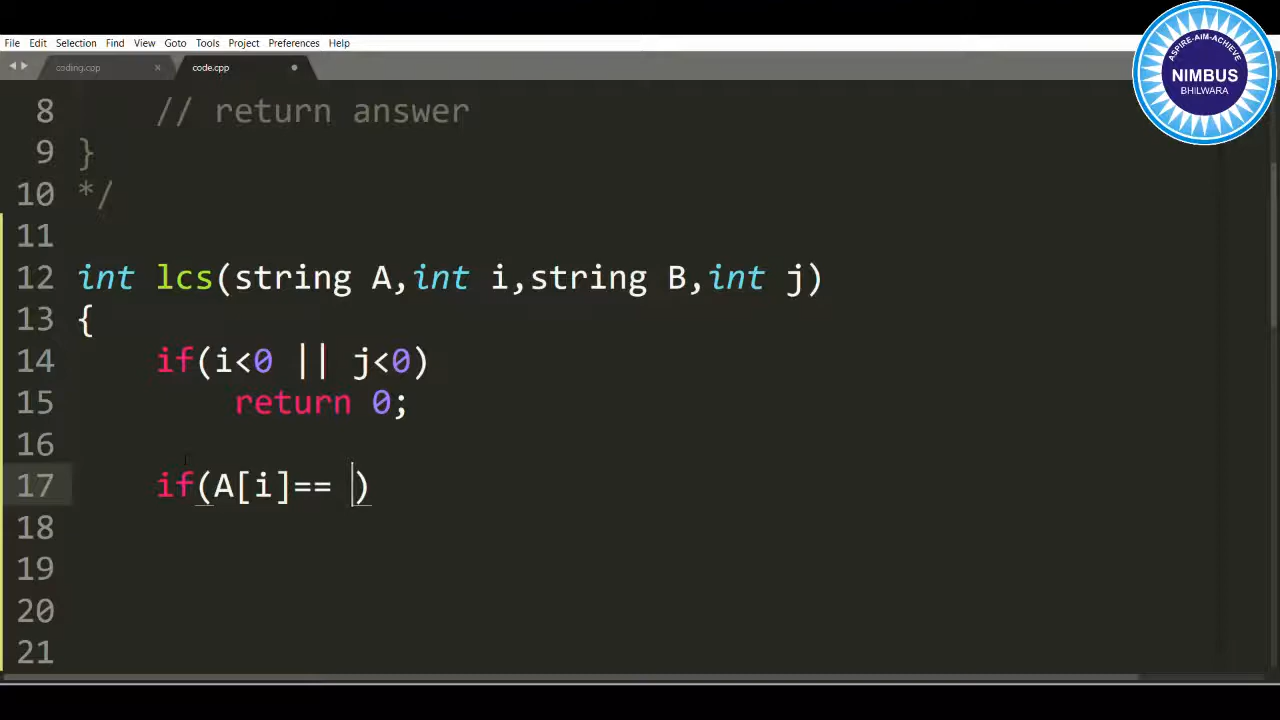 File Edit Selection Find View Goto Tools Project Preferences Help
ASPIRE-AIM-ACHIEVE
NIMBUS
BHILWARA
coding.cpp × code.cpp
8 // return answer
9 }
10 */
11
12 int lcs(string A,int i,string B,int j)
13 {
14 if(i<0 || j<0)
15 return 0;
16
17 if(A[i]== )
18
19
20
21